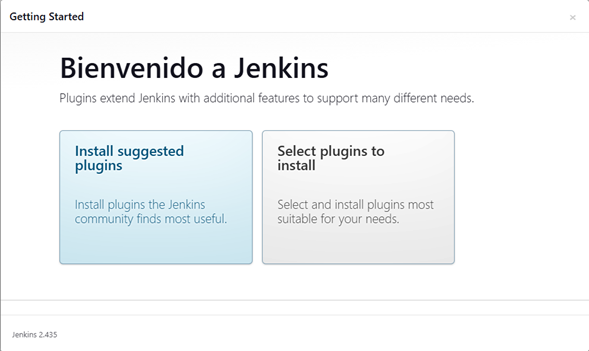 Getting Started
×
Bienvenido a Jenkins
Plugins extend Jenkins with additional features to support many different needs.
Install suggested
plugins
Install plugins the Jenkins
community finds most useful.
Select plugins to
install
Select and install plugins most
suitable for your needs.
Jenkins 2.435